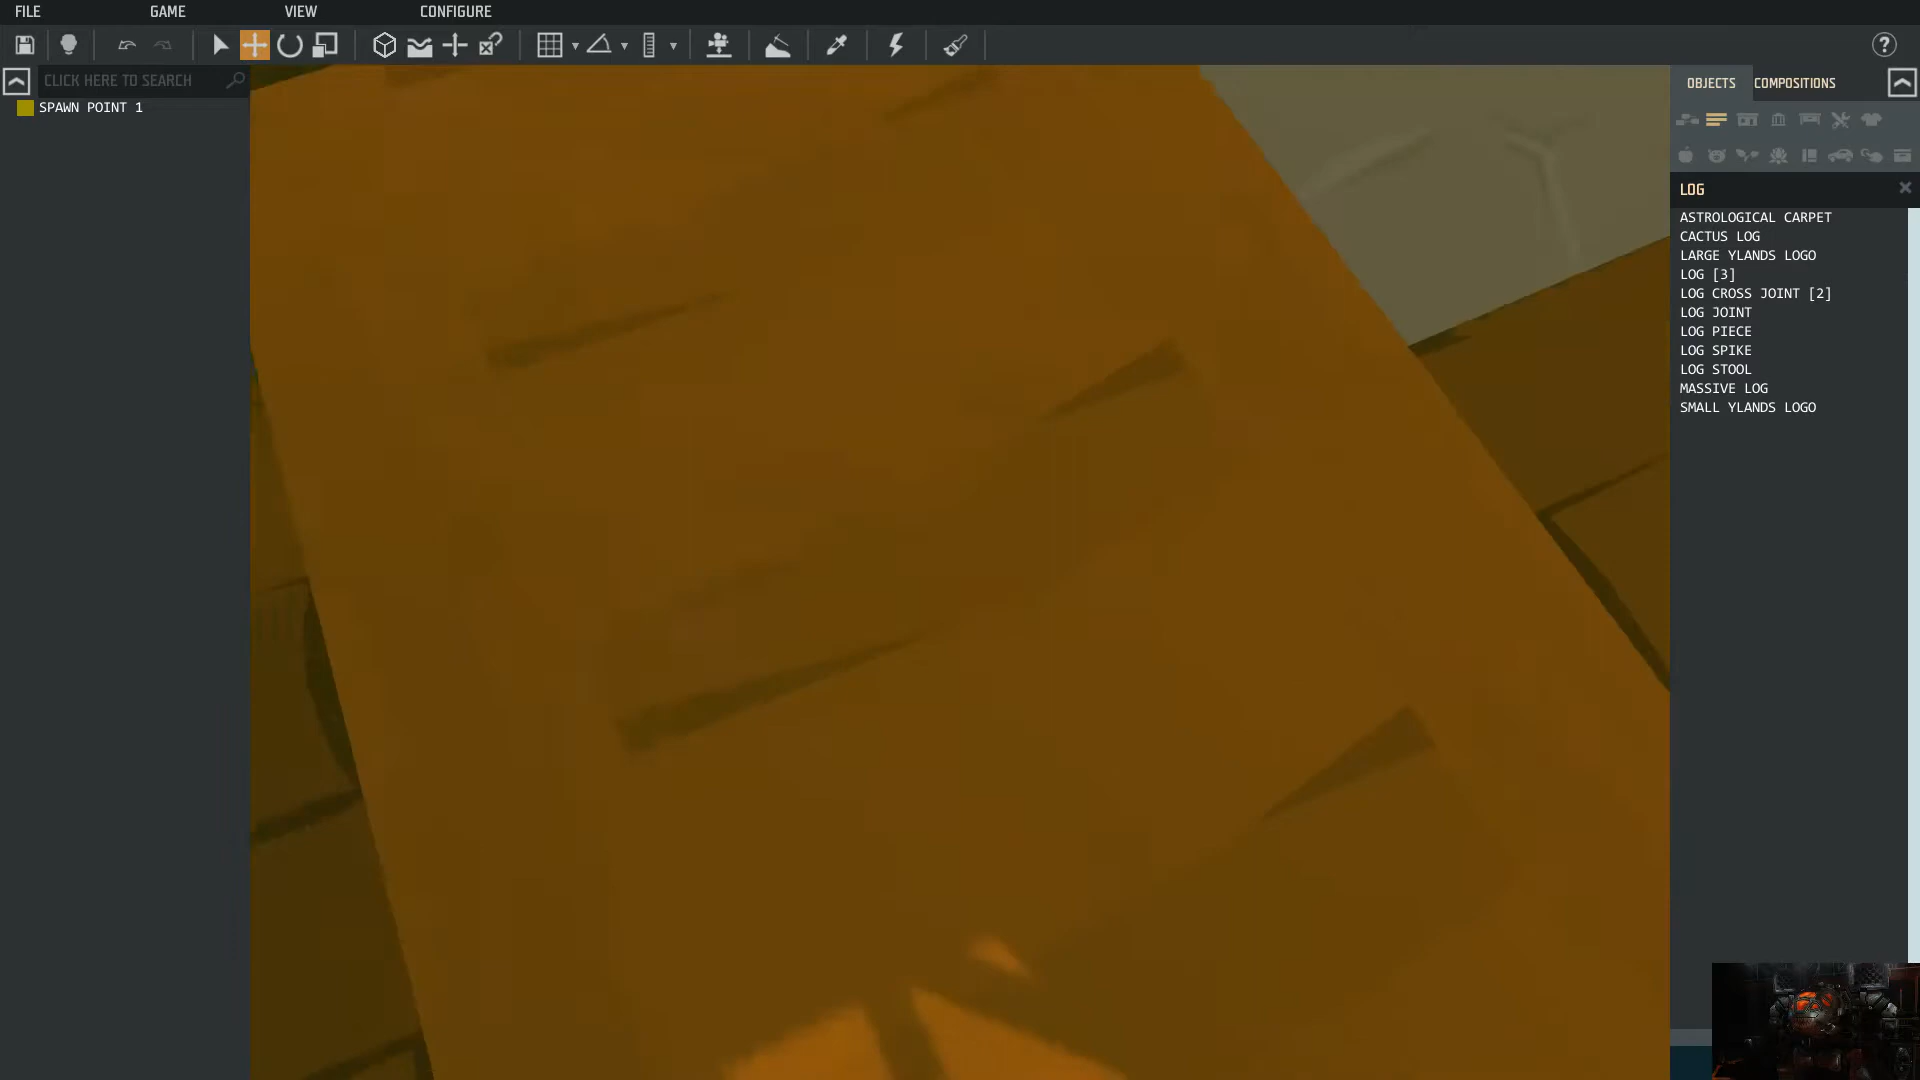 FILE GAME VIEW CONFIGURE
CLICK HERE TO SEARCH
SPAWN POINT 1
OBJECTS COMPOSITIONS
LOG
ASTROLOGICAL CARPET
CACTUS LOG
LARGE YLANDS LOGO
LOG [3]
LOG CROSS JOINT [2]
LOG JOINT
LOG PIECE
LOG SPIKE
LOG STOOL
MASSIVE LOG
SMALL YLANDS LOGO